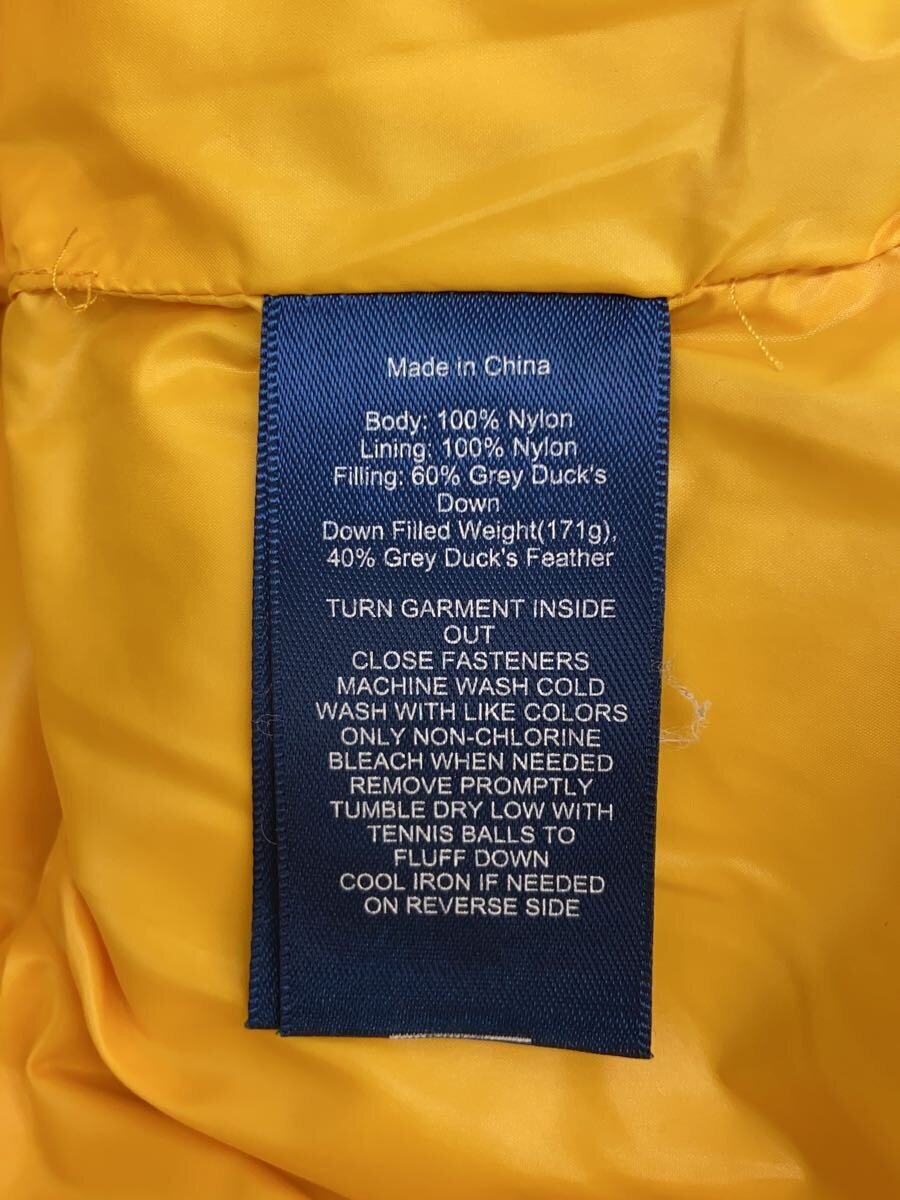 Made in China
Body: 100% Nylon
Lining: 100% Nylon
Filling: 60% Grey Duck's
Down
Down Filled Weight(171g),
40% Grey Duck's Feather
TURN GARMENT INSIDE
OUT
CLOSE FASTENERS
MACHINE WASH COLD
WASH WITH LIKE COLORS
ONLY NON-CHLORINE
BLEACH WHEN NEEDED
REMOVE PROMPTLY
TUMBLE DRY LOW WITH
TENNIS BALLS TO
FLUFF DOWN
COOL IRON IF NEEDED
ON REVERSE SIDE